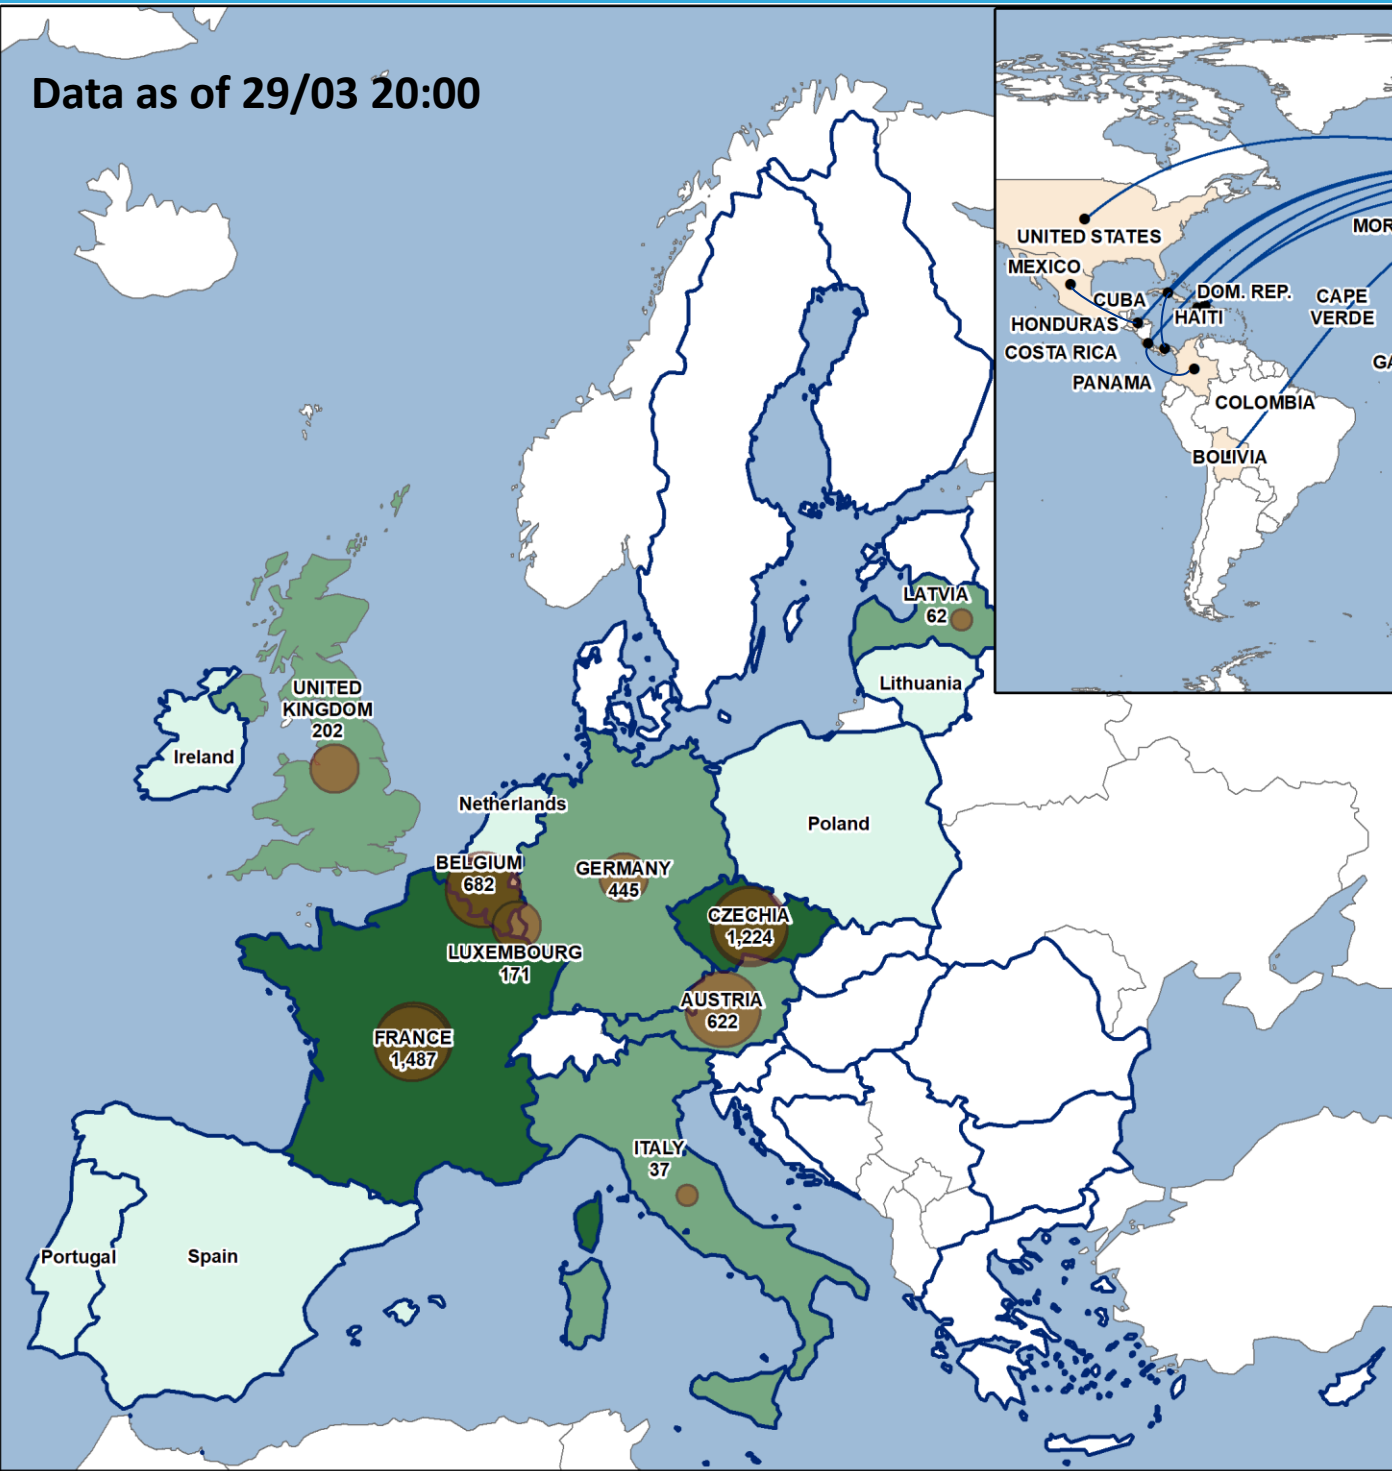 Data as of 29/03 20:00
UNITED STATES
MOR
MEXICO
CUBA
DOM. REP.
CAPE
VERDE
HONDURAS
HAITI
COSTA RICA
GA
PANAMA
COLOMBIA
BOLIVIA
LATVIA
62
Lithuania
UNITED
KINGDOM
202
Ireland
Netherlands
Poland
BELGIUM
682
GERMANY
445
CZECHIA
1,224
LUXEMBOURG
171
AUSTRIA
622
FRANCE
1,487
ITALY
37
Portugal
Spain